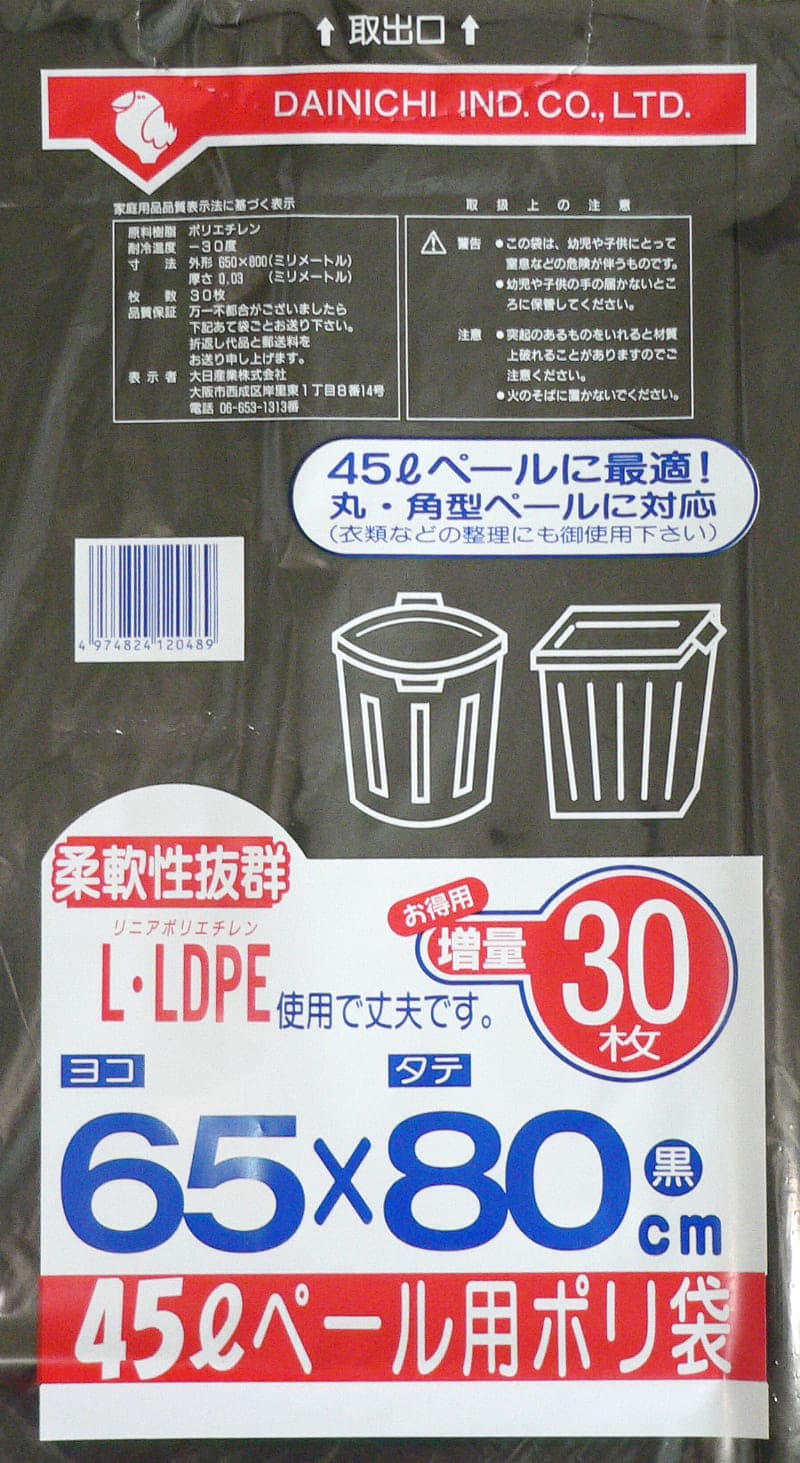 ↑ 取出口 ↑
DAINICHI IND. CO., LTD.
家庭用品品質表示法に基づく表示
原料樹脂 ポリエチレン
耐冷温度 −30度
寸法 外形 650×800(ミリメートル)
厚さ 0.03 (ミリメートル)
枚数 30枚
品質保証 万一不都合がございましたら
下記あて袋ごとお送り下さい。
折返し代品と郵送料を
お送り申し上げます。
表示者 大日産業株式会社
大阪市西成区岸里東1丁目8番14号
電話 06-653-1313番
取扱上の注意
警告 ●この袋は、幼児や子供にとって
窒息などの危険が伴うものです。
●幼児や子供の手の届かないとこ
ろに保管してください。
注意 ●突起のあるものをいれると材質
上破れることがありますのでご
注意ください。
●火のそばに置かないでください。
45ℓペールに最適!
丸・角型ペールに対応
(衣類などの整理にも御使用下さい)
4 974824 120489
柔軟性抜群
リニアポリエチレン
L・LDPE使用で丈夫です。
お得用
増量
30
枚
ヨコ タテ
65×80cm
黒
45ℓペール用ポリ袋